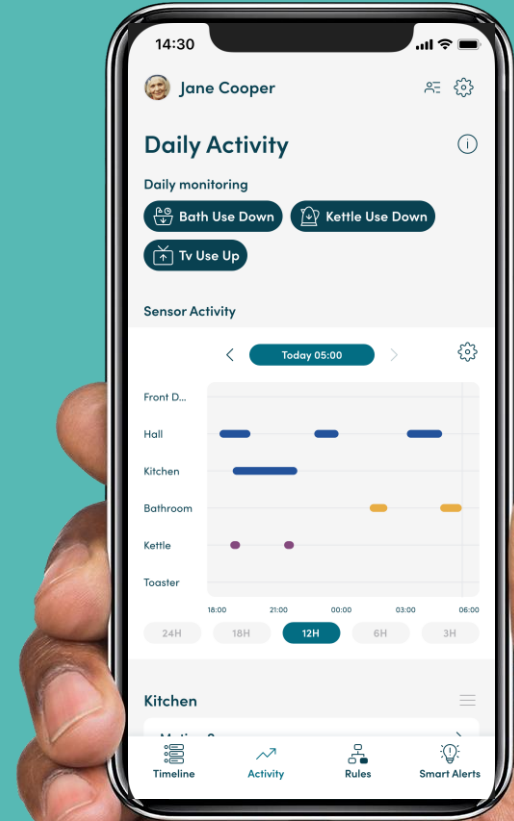 14:30
Jane Cooper
Daily Activity
Daily monitoring
Bath Use Down
Kettle Use Down
Tv Use Up
Sensor Activity
Today 05:00
Front D...
Hall
Kitchen
Bathroom
Kettle
Toaster
18:00 21:00 00:00 03:00 06:00
24H 18H 12H 6H 3H
Kitchen
Timeline Activity Rules Smart Alerts